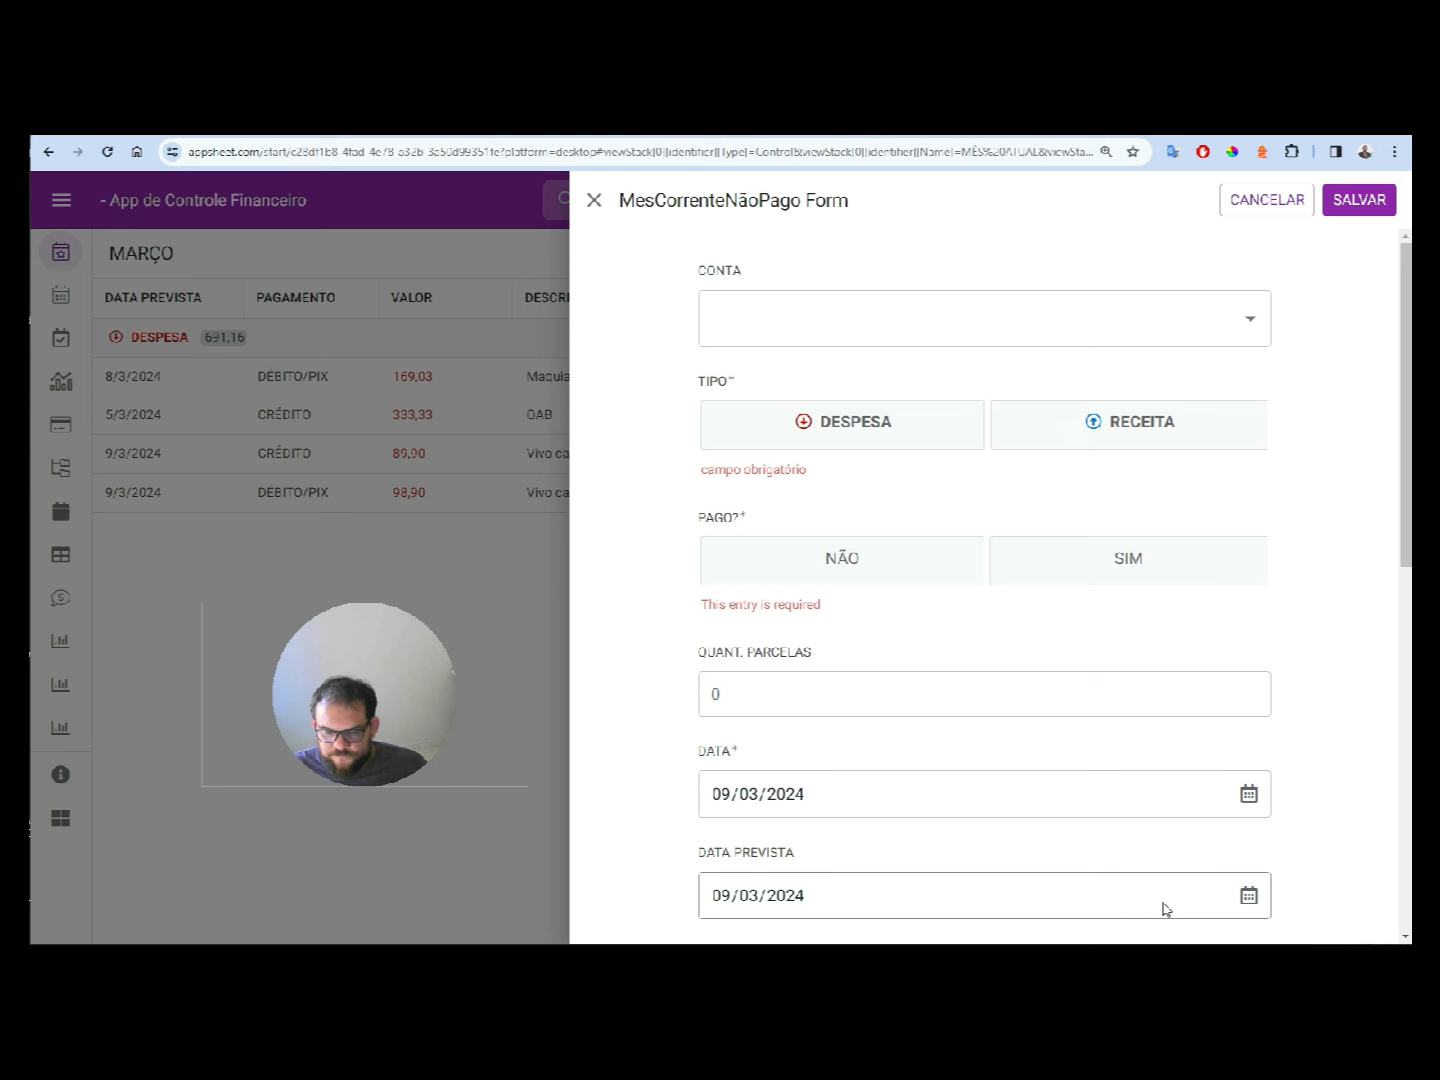 - App de Controle Financeiro
MARÇO
DATA PREVISTA PAGAMENTO VALOR
DESPESA 691,16
8/3/2024 DÉBITO/PIX 169,03
5/3/2024 CRÉDITO 333,33 OAB
9/3/2024 CRÉDITO 89,90 Vivo
9/3/2024 DÉBITO/PIX 98,90 Vivo
MesCorrenteNãoPago Form
CANCELAR
SALVAR
CONTA
TIPO*
DESPESA
RECEITA
campo obrigatório
PAGO?*
NÃO
SIM
This entry is required
QUANT. PARCELAS
0
DATA*
09/03/2024
DATA PREVISTA
09/03/2024